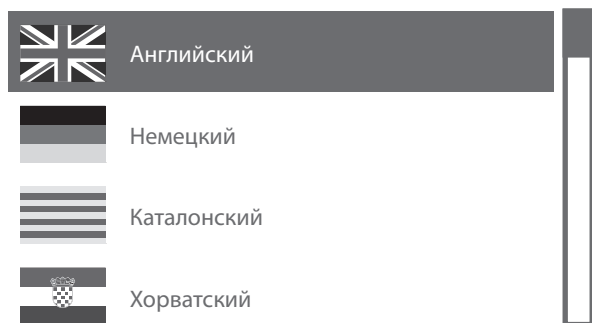 Английский
Немецкий
Каталонский
Хорватский